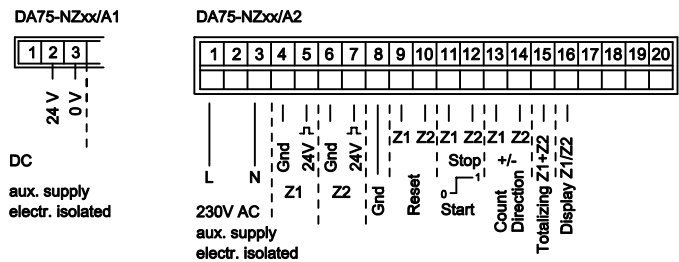 DA75-NZxx/A1
1 2 3
24 V
0 V
DC
aux. supply
electr. isolated
DA75-NZxx/A2
1 2 3 4 5 6 7 8 9 10 11 12 13 14 15 16 17 18 19 20
L
N
230V AC
aux. supply
electr. isolated
Gnd
24V
Z1
Gnd
24V
Z2
Gnd
Z1 Z2
Reset
Z1 Z2
Stop
0 1
Start
Z1 Z2
+/-
Count
Direction
Totalizing Z1+Z2
Display Z1/Z2